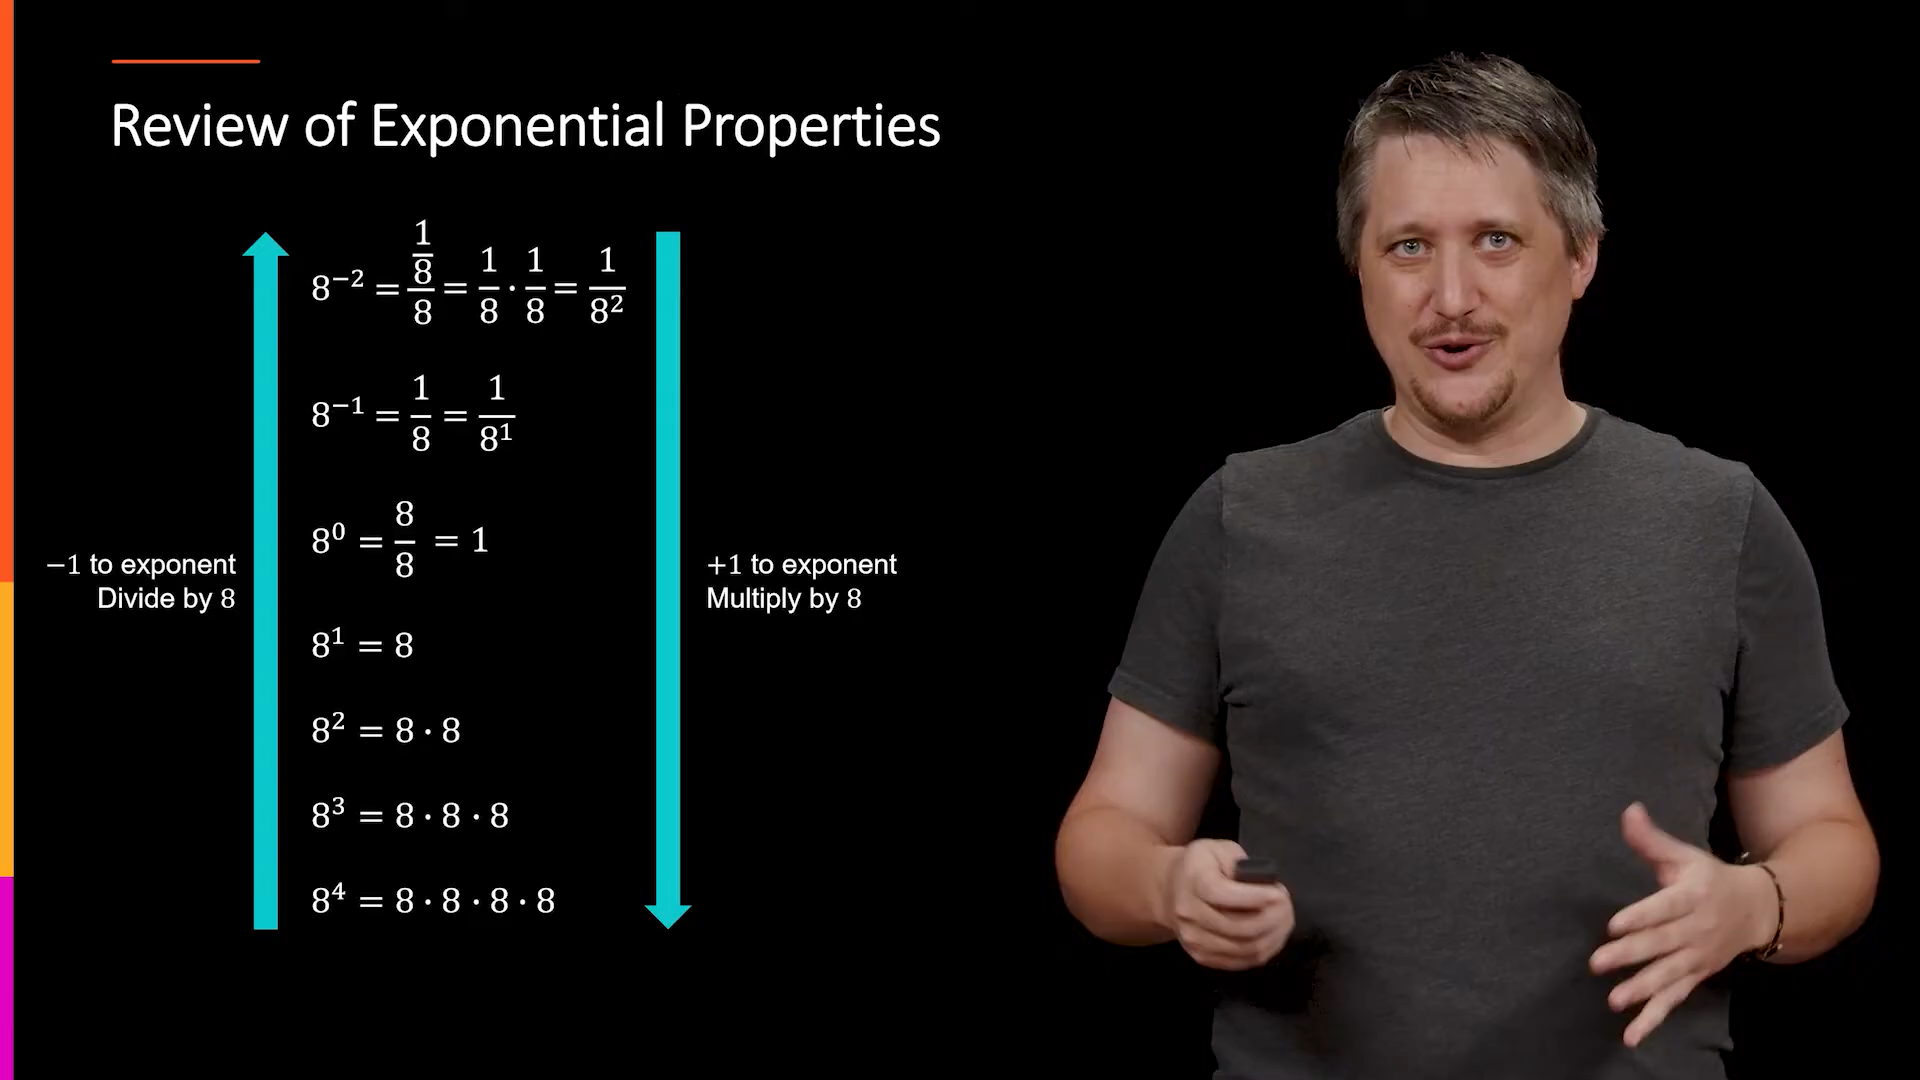 Review of Exponential Properties
8⁻² = (1/8)/8 = 1/8 · 1/8 = 1/8²
8⁻¹ = 1/8 = 1/8¹
8⁰ = 8/8 = 1
−1 to exponent
Divide by 8
+1 to exponent
Multiply by 8
8¹ = 8
8² = 8 · 8
8³ = 8 · 8 · 8
8⁴ = 8 · 8 · 8 · 8